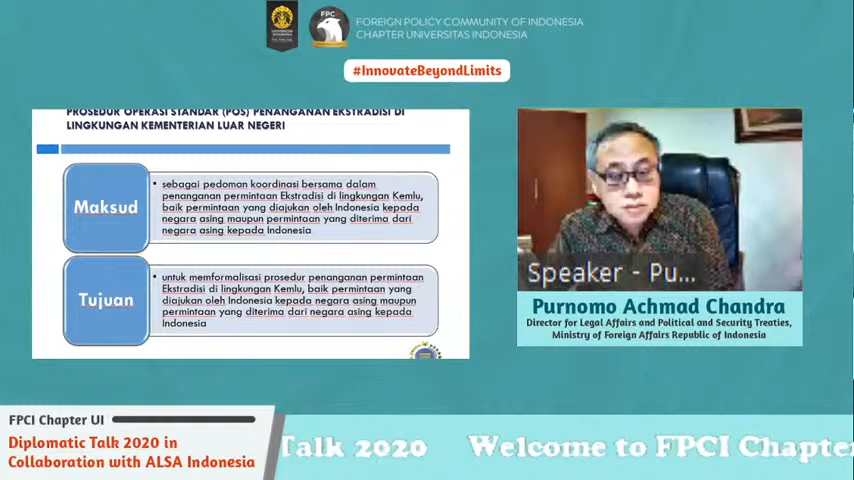 FPC
FOREIGN POLICY COMMUNITY OF INDONESIA
CHAPTER UNIVERSITAS INDONESIA
#InnovateBeyondLimits
PROSEDUR OPERASI STANDAR (POS) PENANGANAN EKSTRADISI DI
LINGKUNGAN KEMENTERIAN LUAR NEGERI
Maksud
• sebagai pedoman koordinasi bersama dalam
penanganan permintaan Ekstradisi di lingkungan Kemlu,
baik permintaan yang diajukan oleh Indonesia kepada
negara asing maupun permintaan yang diterima dari
negara asing kepada Indonesia
Tujuan
• untuk memformalisasi prosedur penanganan permintaan
Ekstradisi di lingkungan Kemlu, baik permintaan yang
diajukan oleh Indonesia kepada negara asing maupun
permintaan yang diterima dari negara asing kepada
Indonesia
Speaker - Pu...
Purnomo Achmad Chandra
Director for Legal Affairs and Political and Security Treaties,
Ministry of Foreign Affairs Republic of Indonesia
FPCI Chapter UI
Diplomatic Talk 2020 in
Collaboration with ALSA Indonesia
Talk 2020 Welcome to FPCI Chapte